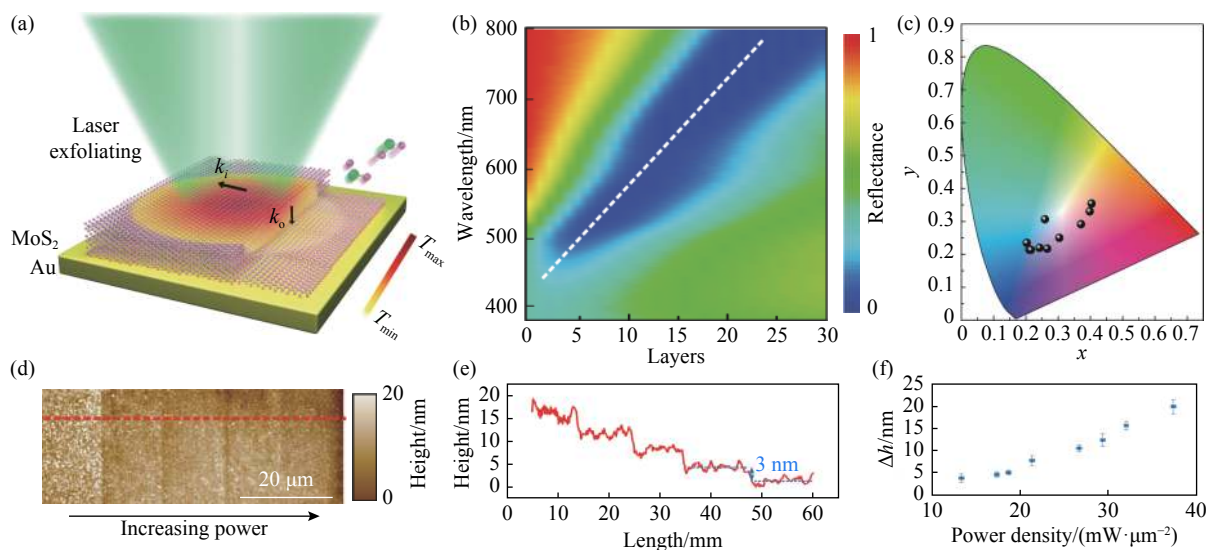 (a)
Laser
exfoliating
k_i
k_o
MoS₂
Au
T_max
T_min
(b)
Wavelength/nm
800
700
600
500
400
0 5 10 15 20 25 30
Layers
1
Reflectance
0
(c)
y
0.9
0.8
0.7
0.6
0.5
0.4
0.3
0.2
0.1
0
0 0.1 0.2 0.3 0.4 0.5 0.6 0.7
x
(d)
20 μm
Increasing power
20
Height/nm
0
(e)
Height/nm
20
15
10
5
0
3 nm
0 10 20 30 40 50 60
Length/mm
(f)
Δh/nm
25
20
15
10
5
0
10 20 30 40
Power density/(mW·μm⁻²)